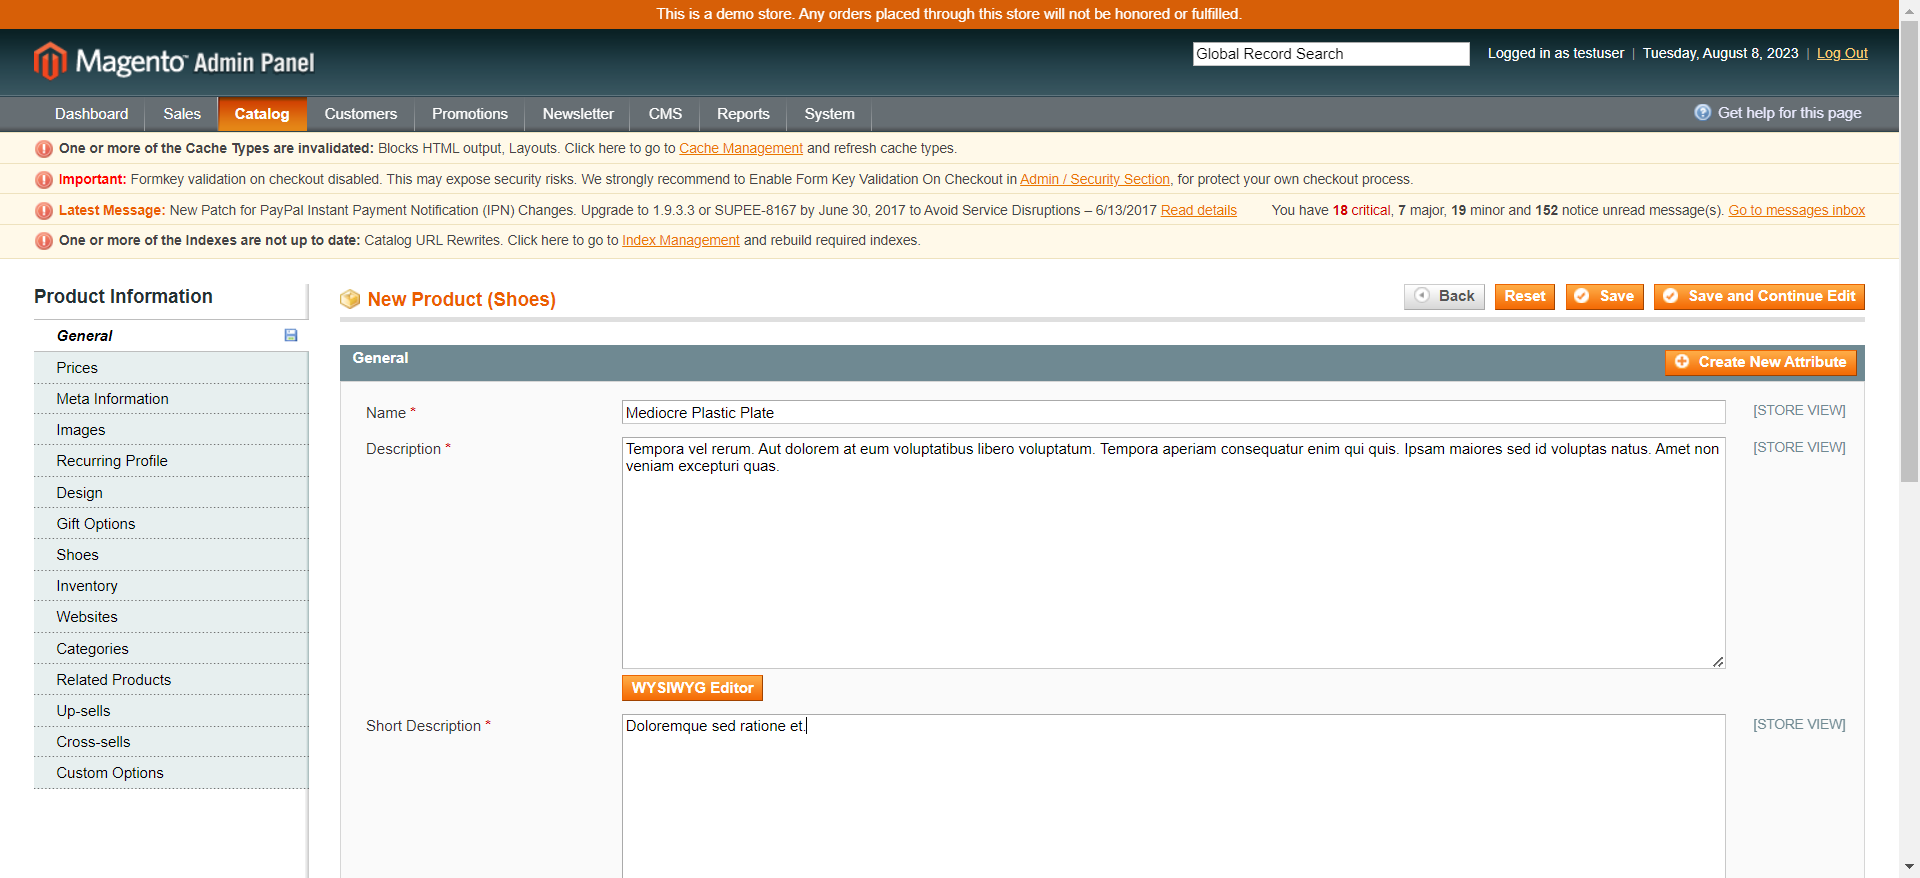 This is a demo store. Any orders placed through this store will not be honored or fulfilled.
Magento Admin Panel
Global Record Search
Logged in as testuser | Tuesday, August 8, 2023 | Log Out
Dashboard Sales Catalog Customers Promotions Newsletter CMS Reports System Get help for this page
One or more of the Cache Types are invalidated: Blocks HTML output, Layouts. Click here to go to Cache Management and refresh cache types.
Important: Formkey validation on checkout disabled. This may expose security risks. We strongly recommend to Enable Form Key Validation On Checkout in Admin / Security Section, for protect your own checkout process.
Latest Message: New Patch for PayPal Instant Payment Notification (IPN) Changes. Upgrade to 1.9.3.3 or SUPEE-8167 by June 30, 2017 to Avoid Service Disruptions – 6/13/2017 Read details You have 18 critical, 7 major, 19 minor and 152 notice unread message(s). Go to messages inbox
One or more of the Indexes are not up to date: Catalog URL Rewrites. Click here to go to Index Management and rebuild required indexes.
Product Information
General
Prices
Meta Information
Images
Recurring Profile
Design
Gift Options
Shoes
Inventory
Websites
Categories
Related Products
Up-sells
Cross-sells
Custom Options
New Product (Shoes)
Back Reset Save Save and Continue Edit
General
Create New Attribute
Name * Mediocre Plastic Plate [STORE VIEW]
Description * Tempora vel rerum. Aut dolorem at eum voluptatibus libero voluptatum. Tempora aperiam consequatur enim qui quis. Ipsam maiores sed id voluptas natus. Amet non [STORE VIEW]
veniam excepturi quas.
WYSIWYG Editor
Short Description * Doloremque sed ratione et. [STORE VIEW]